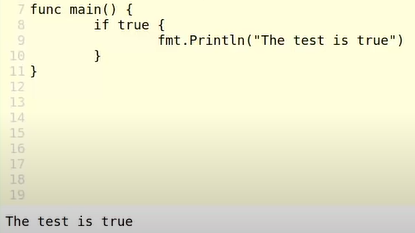 7 func main() {
8         if true {
9                 fmt.Println("The test is true")
10         }
11 }
12
13
14
15
16
17
18
19
The test is true